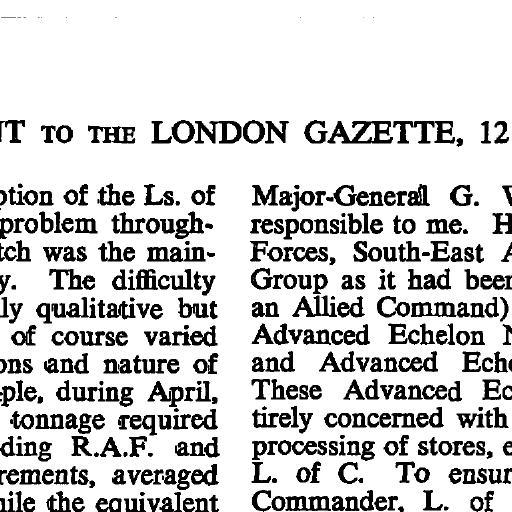 NT TO THE LONDON GAZETTE, 12
ption of the Ls. of
problem through-
tch was the main-
y. The difficulty
ly qualitative but
of course varied
ons and nature of
ple, during April,
tonnage required
ding R.A.F. and
rements, averaged
hile the equivalent
Major-General G. W
responsible to me. H
Forces, South-East A
Group as it had been
an Allied Command)
Advanced Echelon N
and Advanced Eche
These Advanced Ec
tirely concerned with
processing of stores, e
L. of C. To ensur
Commander, L. of